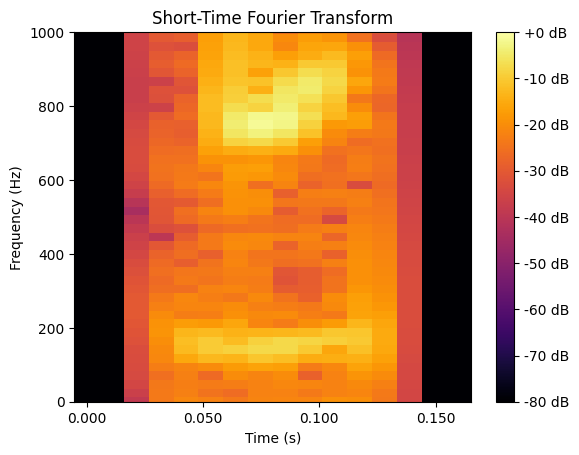 Short-Time Fourier Transform
1000
800
600
400
200
0
Frequency (Hz)
0.000
0.050
0.100
0.150
Time (s)
+0 dB
-10 dB
-20 dB
-30 dB
-40 dB
-50 dB
-60 dB
-70 dB
-80 dB